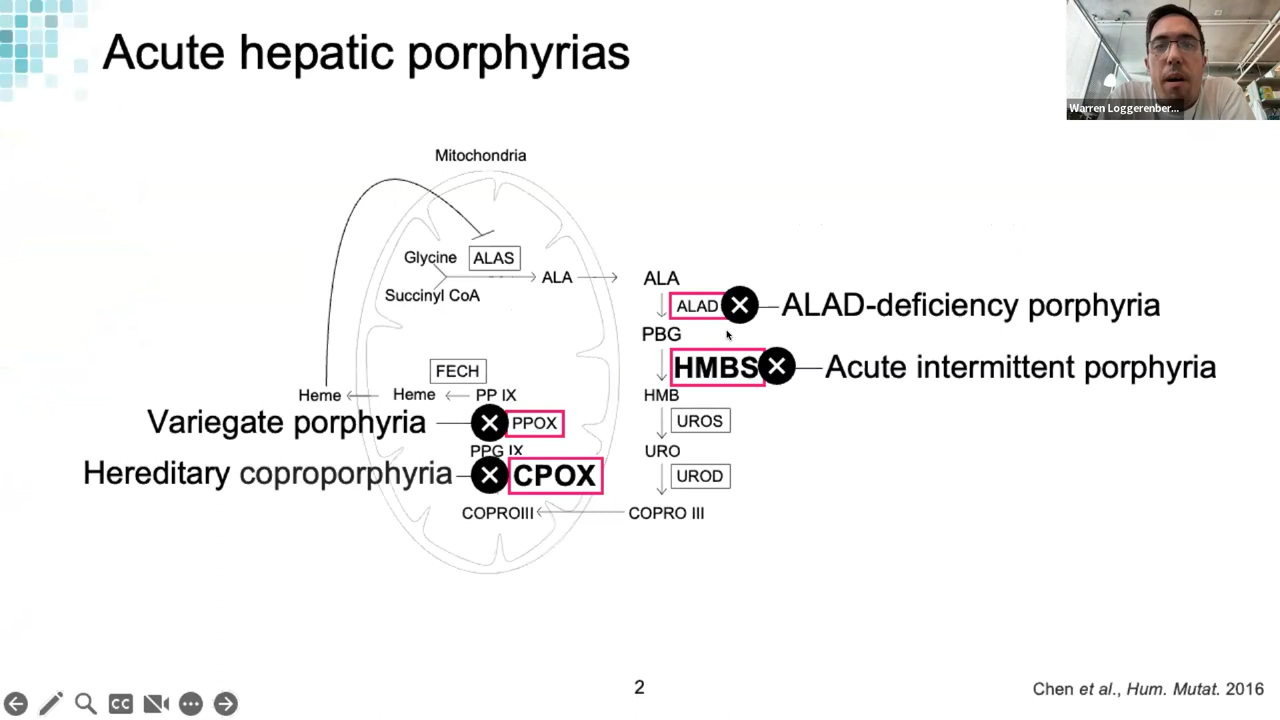 Acute hepatic porphyrias
Warren Loggerenber...
Mitochondria
Glycine
ALAS
Succinyl CoA
ALA
ALA
ALAD
ALAD-deficiency porphyria
PBG
HMBS
Acute intermittent porphyria
FECH
Heme
Heme
PP IX
HMB
Variegate porphyria
PPOX
UROS
PPG IX
URO
Hereditary coproporphyria
CPOX
UROD
COPROIII
COPRO III
2
Chen et al., Hum. Mutat. 2016
CC